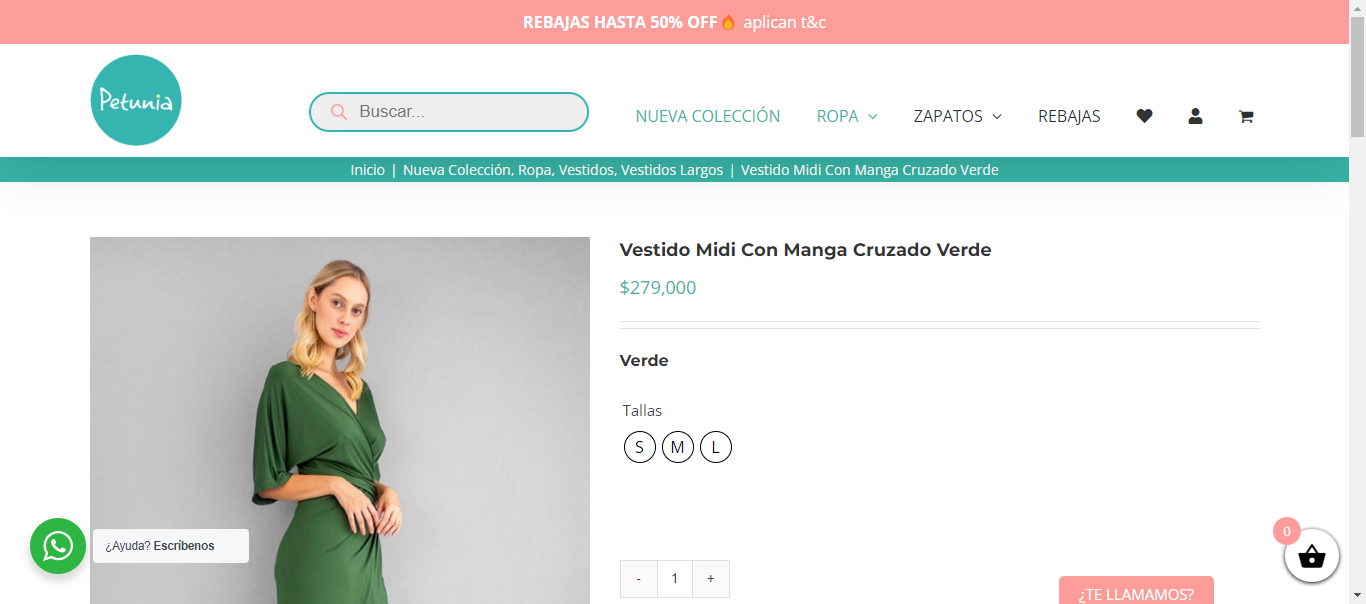 REBAJAS HASTA 50% OFF🔥 aplican t&c
Petunia
Buscar...
NUEVA COLECCIÓN
ROPA
ZAPATOS
REBAJAS
Inicio | Nueva Colección, Ropa, Vestidos, Vestidos Largos | Vestido Midi Con Manga Cruzado Verde
Vestido Midi Con Manga Cruzado Verde
$279,000
Verde
Tallas
S M L
¿Ayuda? Escríbenos
0
- 1 +
¿TE LLAMAMOS?